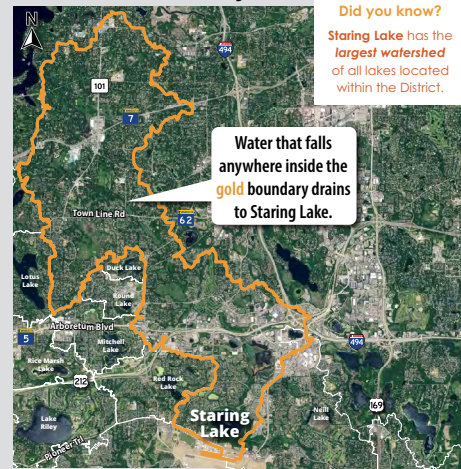 Did you know?
Staring Lake has the
largest watershed
of all lakes located
within the District.
N
494
101
7
Water that falls
anywhere inside the
gold boundary drains
to Staring Lake.
Town Line Rd
62
Duck Lake
Lotus
Lake
Round
Lake
Arboretum Blvd
5
Mitchell
Lake
494
Rice Marsh
Lake
212
Red Rock
Lake
Staring
Lake
Neill
Lake
169
Lake
Riley
Pioneer Trl